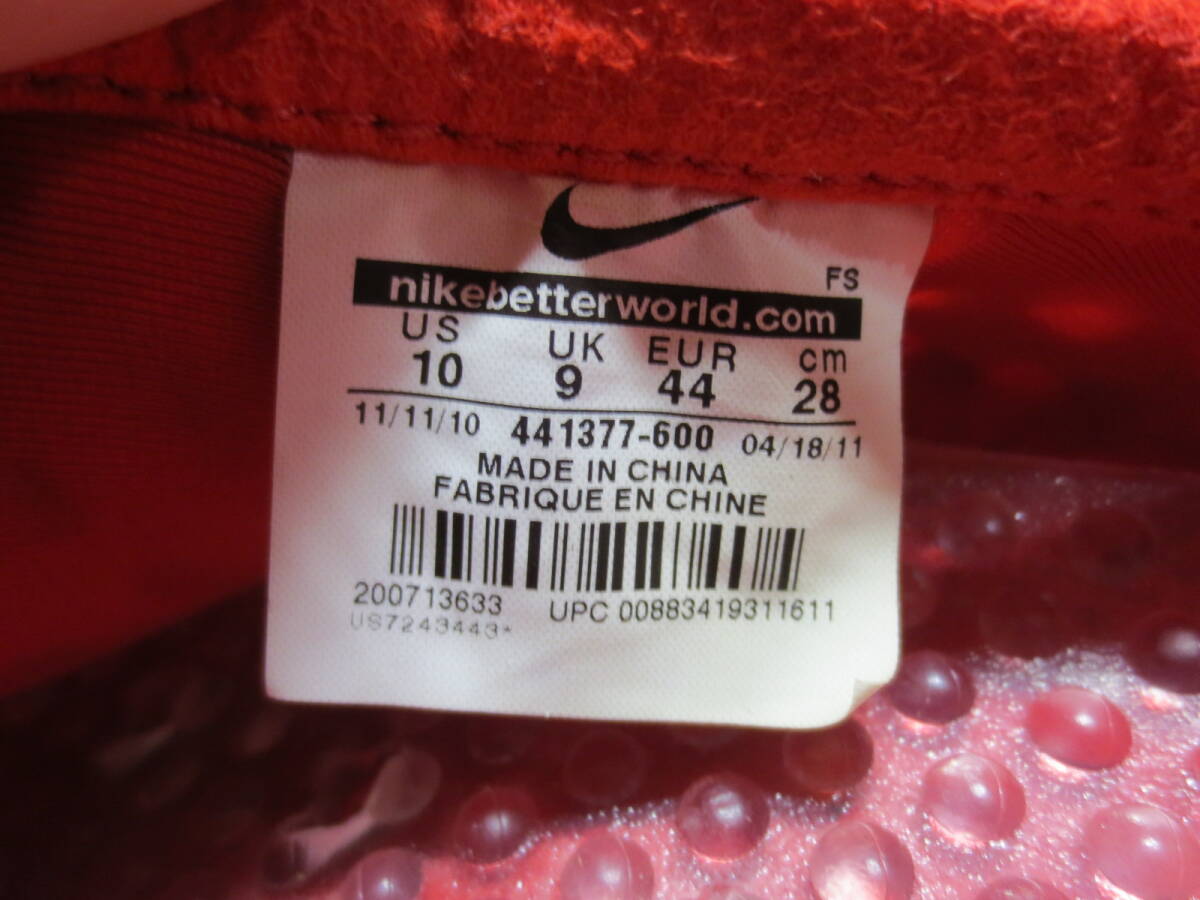 FS
nikebetterworld.com
US UK EUR cm
10 9 44 28
11/11/10 441377-600 04/18/11
MADE IN CHINA
FABRIQUE EN CHINE
200713633 UPC 00883419311611
US7243443*